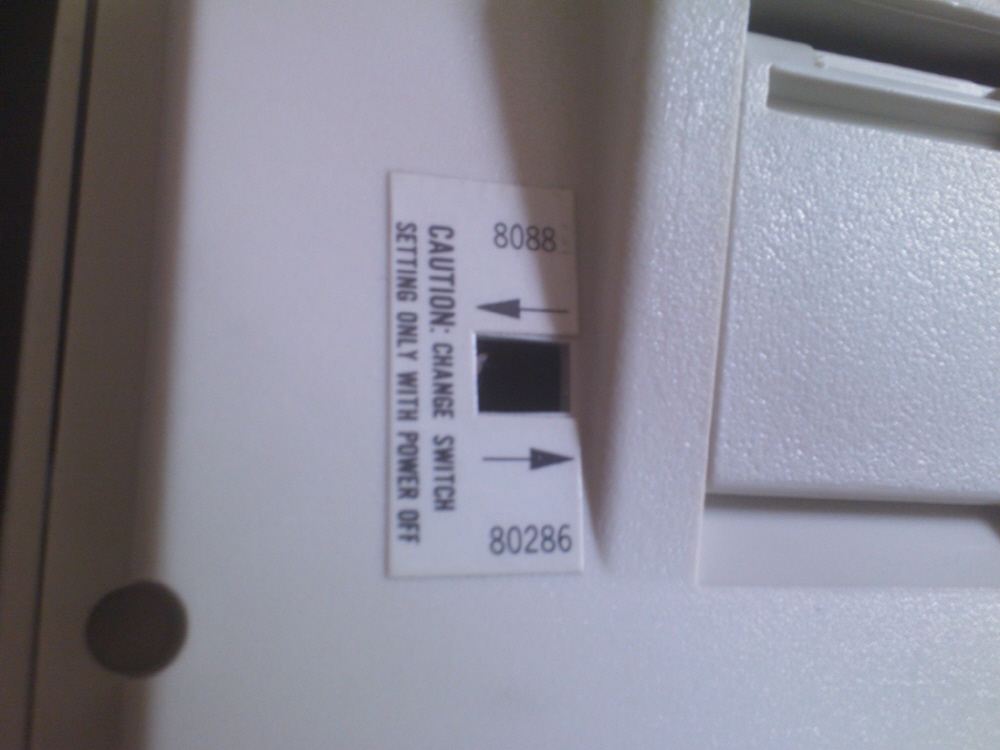 8088
CAUTION: CHANGE SWITCH
SETTING ONLY WITH POWER OFF
80286